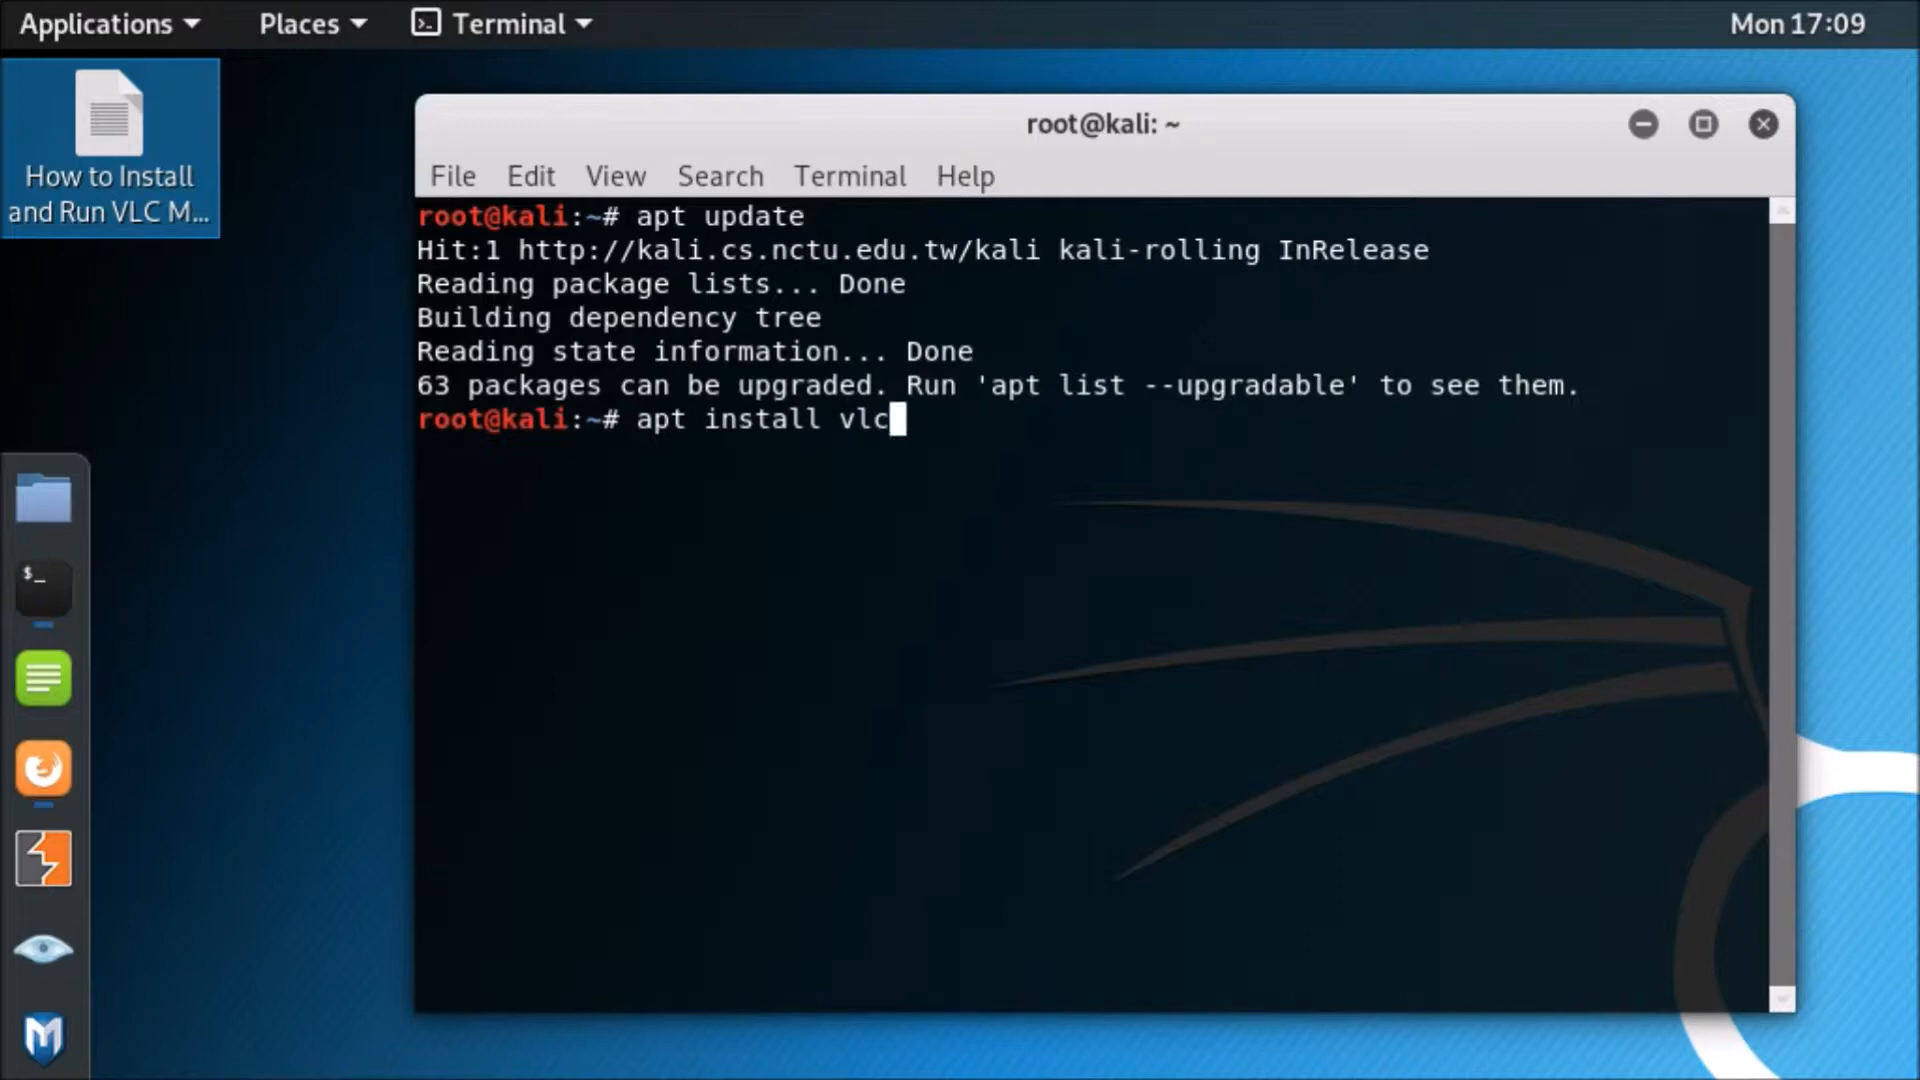 Applications Places Terminal Mon 17:09
How to Install
and Run VLC M...
root@kali: ~
File Edit View Search Terminal Help
root@kali:~# apt update
Hit:1 http://kali.cs.nctu.edu.tw/kali kali-rolling InRelease
Reading package lists... Done
Building dependency tree
Reading state information... Done
63 packages can be upgraded. Run 'apt list --upgradable' to see them.
root@kali:~# apt install vlc
$_